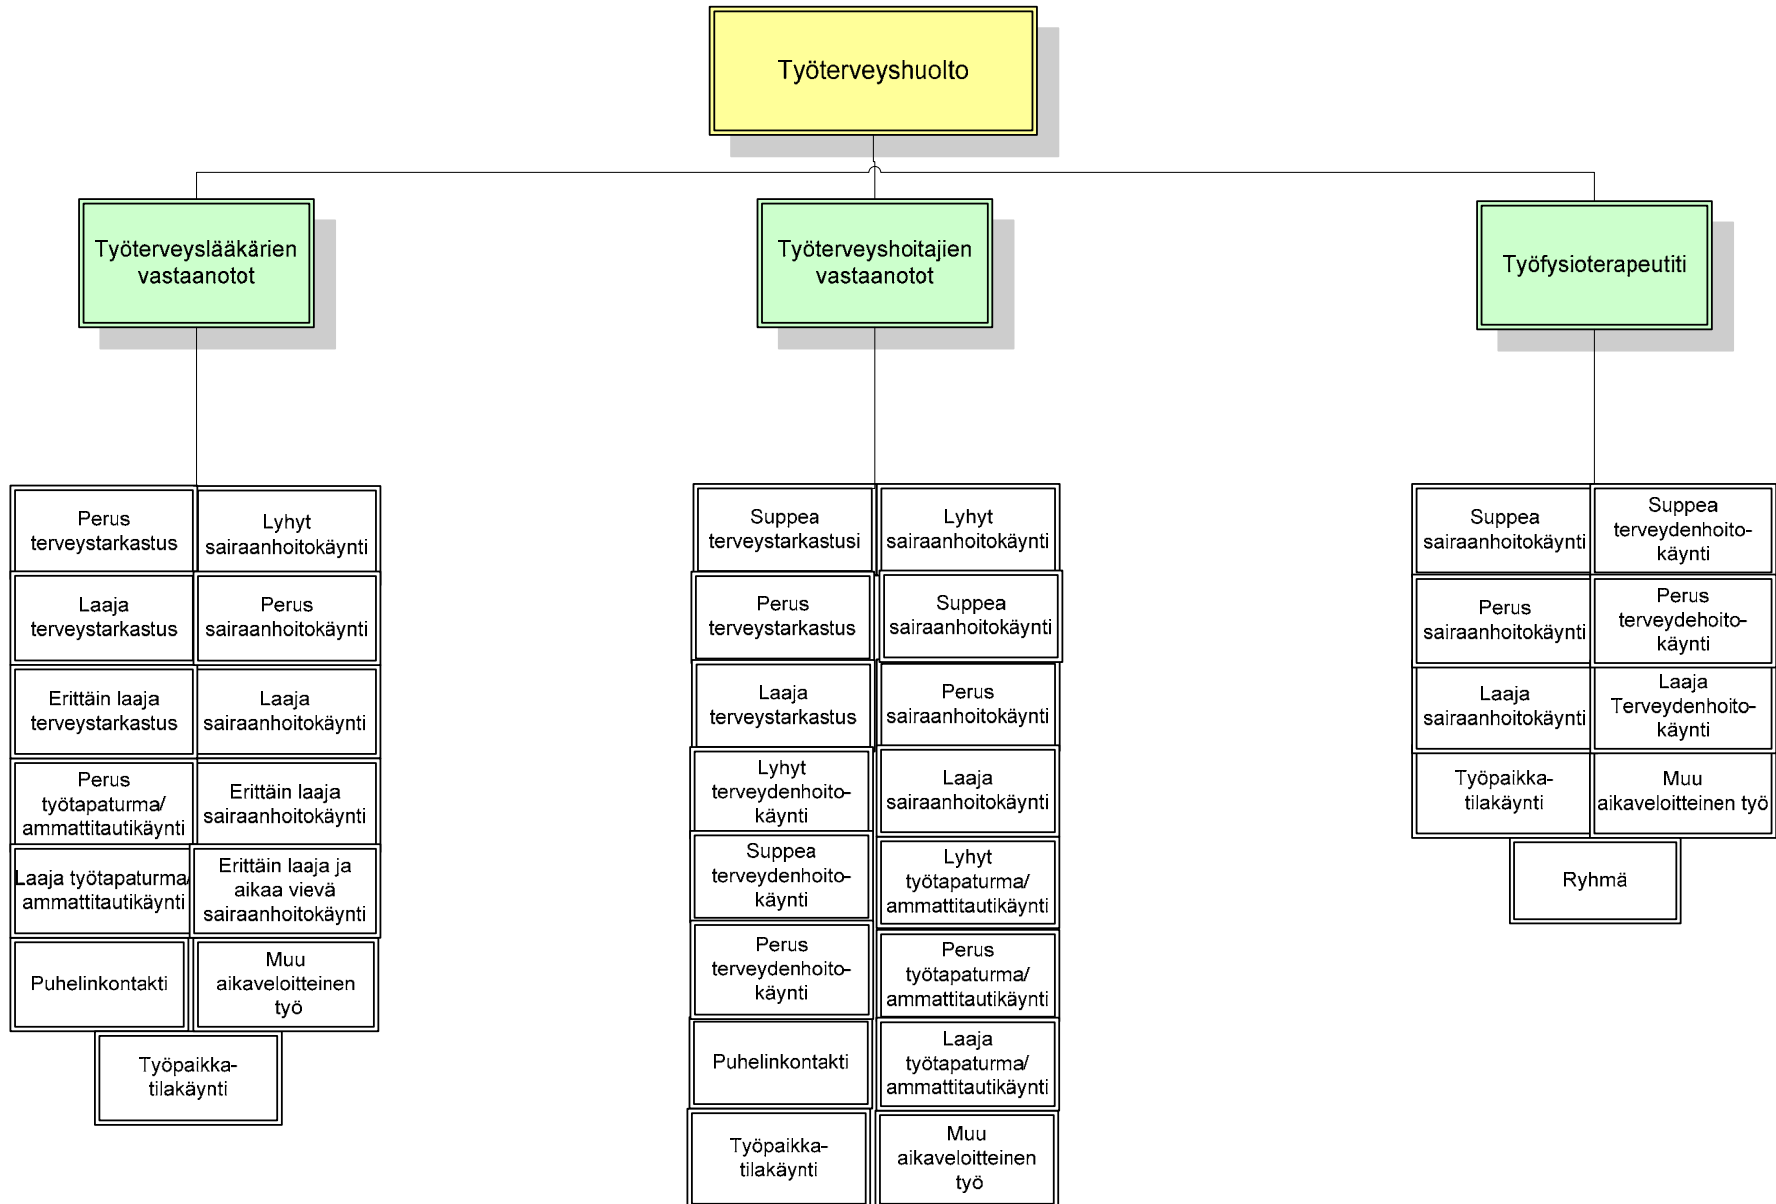 Työterveyshuolto
Työterveyslääkärien
vastaanotot
Työterveyshoitajien
vastaanotot
Työfysioterapeutiti
Perus
terveystarkastus
Lyhyt
sairaanhoitokäynti
Laaja
terveystarkastus
Perus
sairaanhoitokäynti
Erittäin laaja
terveystarkastus
Laaja
sairaanhoitokäynti
Perus
työtapaturma/
ammattitautikäynti
Erittäin laaja
sairaanhoitokäynti
Laaja työtapaturma/
ammattitautikäynti
Erittäin laaja ja
aikaa vievä
sairaanhoitokäynti
Puhelinkontakti
Muu
aikaveloitteinen
työ
Työpaikka-
tilakäynti
Suppea
terveystarkastusi
Lyhyt
sairaanhoitokäynti
Perus
terveystarkastus
Suppea
sairaanhoitokäynti
Laaja
terveystarkastus
Perus
sairaanhoitokäynti
Lyhyt
terveydenhoito-
käynti
Laaja
sairaanhoitokäynti
Suppea
terveydenhoito-
käynti
Lyhyt
työtapaturma/
ammattitautikäynti
Perus
terveydenhoito-
käynti
Perus
työtapaturma/
ammattitautikäynti
Puhelinkontakti
Laaja
työtapaturma/
ammattitautikäynti
Työpaikka-
tilakäynti
Muu
aikaveloitteinen
työ
Suppea
sairaanhoitokäynti
Suppea
terveydenhoito-
käynti
Perus
sairaanhoitokäynti
Perus
terveydehoito-
käynti
Laaja
sairaanhoitokäynti
Laaja
Terveydenhoito-
käynti
Työpaikka-
tilakäynti
Muu
aikaveloitteinen työ
Ryhmä